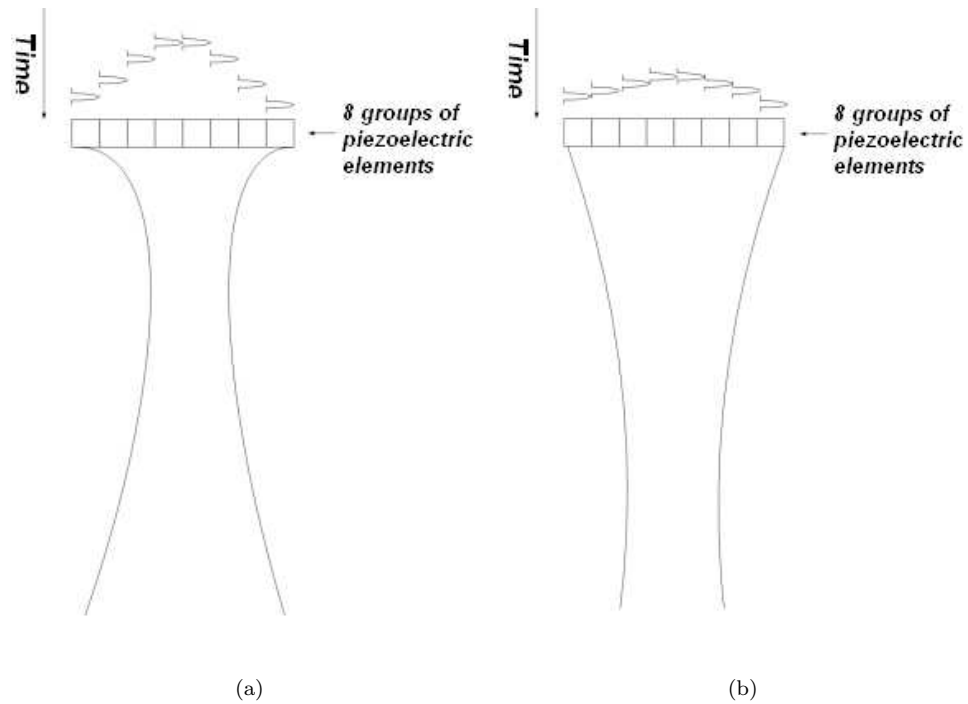 Time
8 groups of
piezoelectric
elements
(a)
Time
8 groups of
piezoelectric
elements
(b)